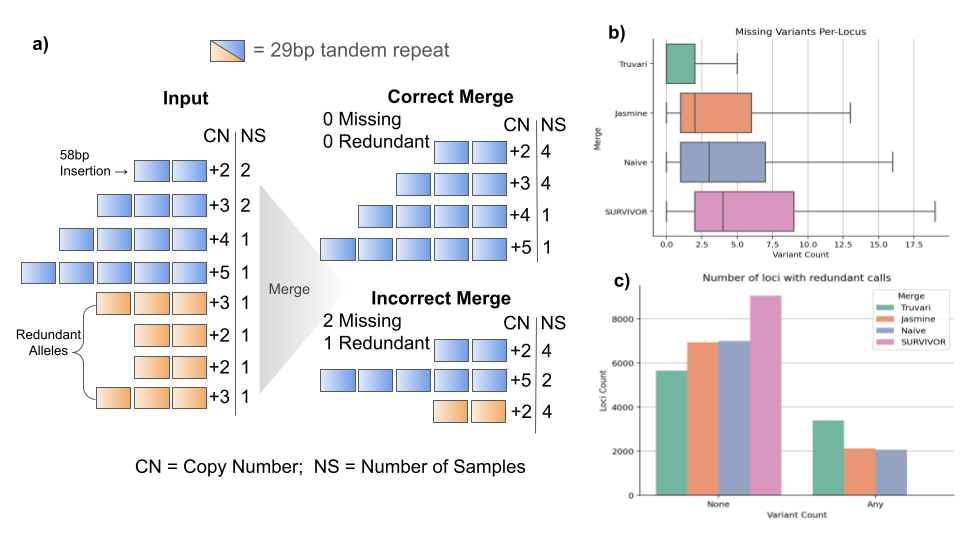 a)
= 29bp tandem repeat
Input
CN NS
58bp
Insertion →
+2 2
+3 2
+4 1
+5 1
+3 1
+2 1
+2 1
+3 1
Redundant
Alleles
Merge
Correct Merge
0 Missing
0 Redundant
CN NS
+2 4
+3 4
+4 1
+5 1
Incorrect Merge
2 Missing
1 Redundant
CN NS
+2 4
+5 2
+2 4
CN = Copy Number; NS = Number of Samples
b)
Missing Variants Per-Locus
Merge
Truvari
Jasmine
Naive
SURVIVOR
0.0 2.5 5.0 7.5 10.0 12.5 15.0 17.5
Variant Count
c)
Number of loci with redundant calls
Merge
Truvari
Jasmine
Naive
SURVIVOR
Loci Count
8000
6000
4000
2000
0
None Any
Variant Count